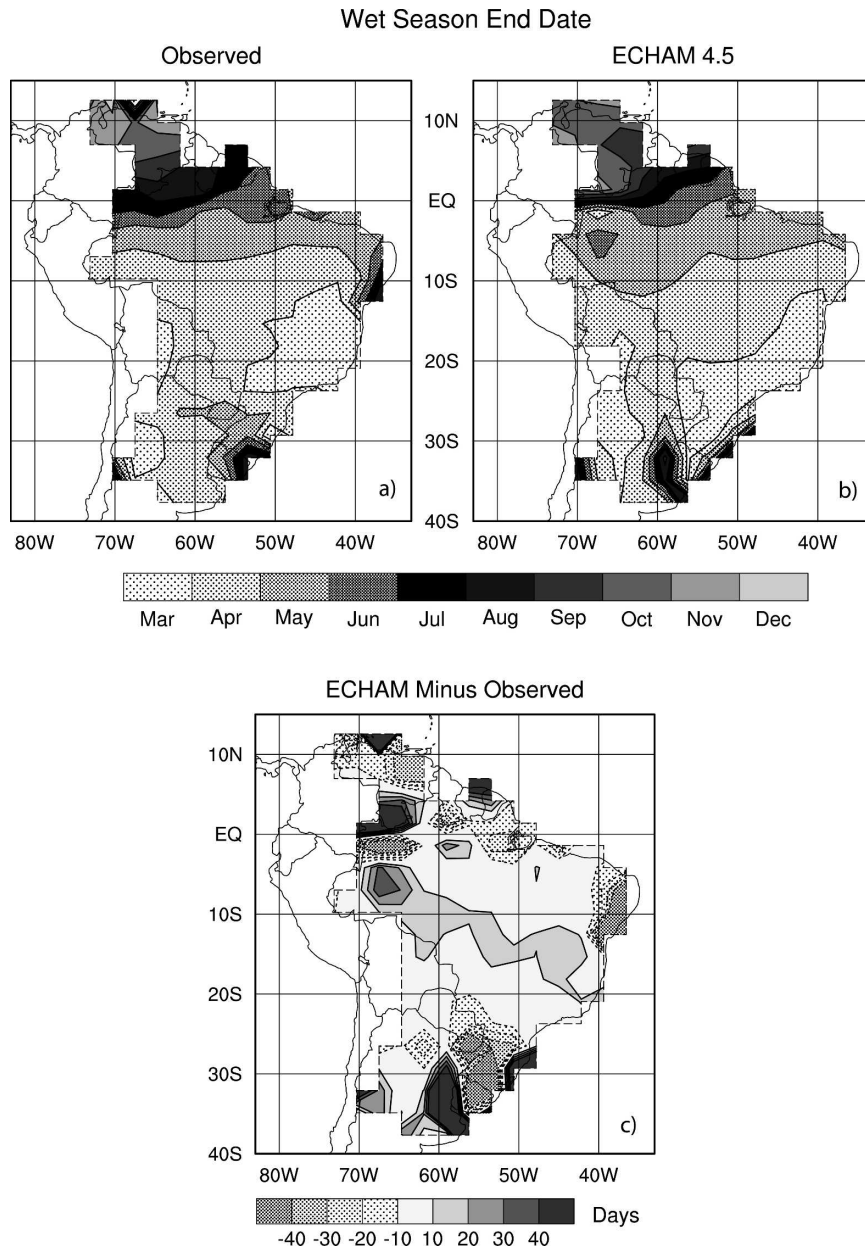 Wet Season End Date
Observed
ECHAM 4.5
10N
EQ
10S
20S
30S
40S
a)
b)
80W 70W 60W 50W 40W
80W 70W 60W 50W 40W
Mar Apr May Jun Jul Aug Sep Oct Nov Dec
ECHAM Minus Observed
10N
EQ
10S
20S
30S
40S
c)
80W 70W 60W 50W 40W
Days
-40 -30 -20 -10 10 20 30 40